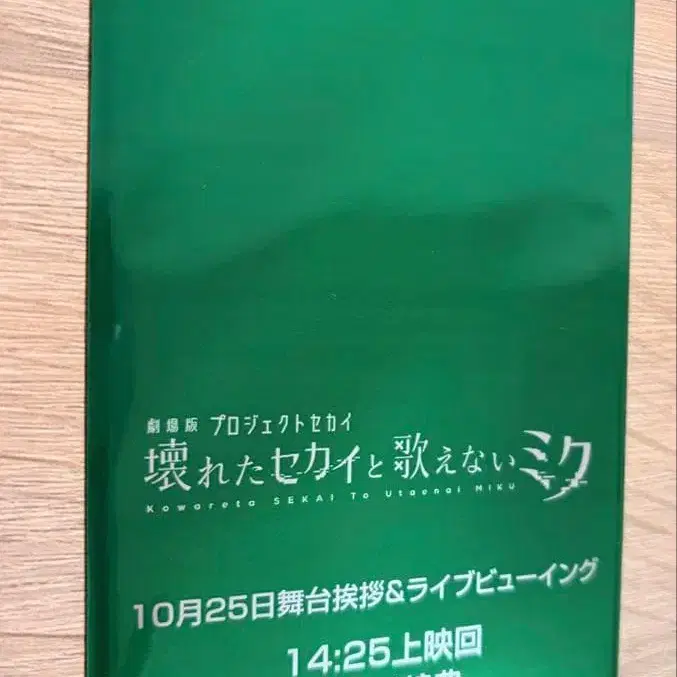 劇場版 プロジェクトセカイ
壊れたセカイと歌えないミク
Kowareta SEKAI To Utaenai MIKU
10月25日舞台挨拶&ライブビューイング
14:25上映回